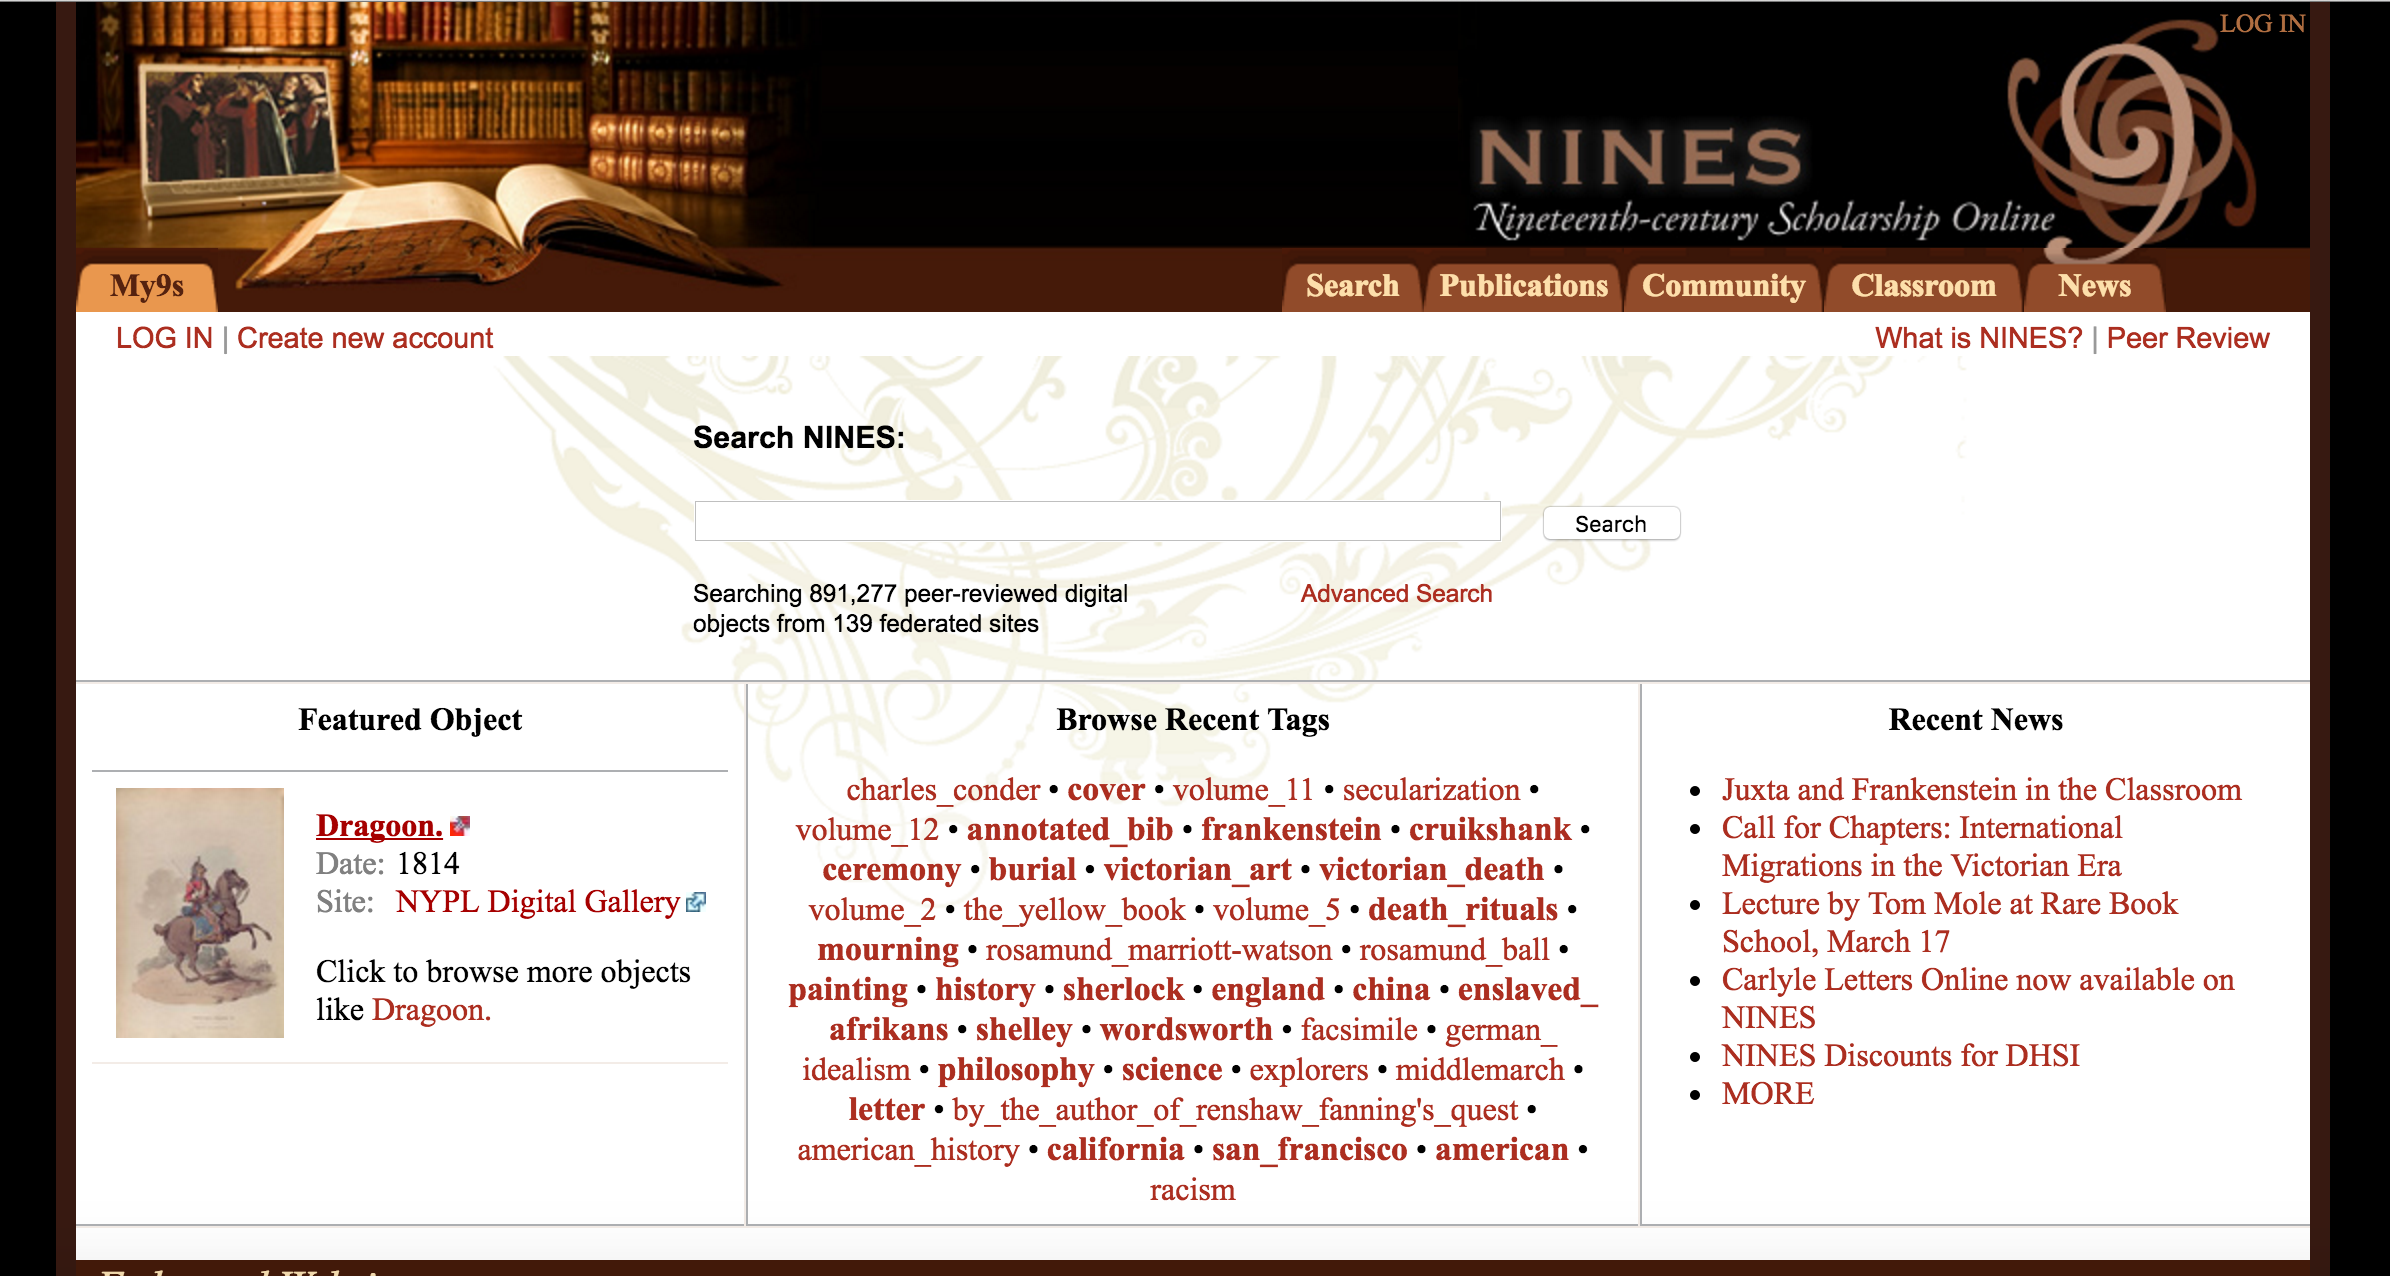 LOG IN
NINES
Nineteenth-century Scholarship Online
My9s
Search
Publications
Community
Classroom
News
LOG IN | Create new account
What is NINES? | Peer Review
Search NINES:
Search
Searching 891,277 peer-reviewed digital
objects from 139 federated sites
Advanced Search
Featured Object
Dragoon.
Date: 1814
Site: NYPL Digital Gallery
Click to browse more objects
like Dragoon.
Browse Recent Tags
charles_conder • cover • volume_11 • secularization •
volume_12 • annotated_bib • frankenstein • cruikshank •
ceremony • burial • victorian_art • victorian_death •
volume_2 • the_yellow_book • volume_5 • death_rituals •
mourning • rosamund_marriott-watson • rosamund_ball •
painting • history • sherlock • england • china • enslaved_
afrikans • shelley • wordsworth • facsimile • german_
idealism • philosophy • science • explorers • middlemarch •
letter • by_the_author_of_renshaw_fanning's_quest •
american_history • california • san_francisco • american •
racism
Recent News
• Juxta and Frankenstein in the Classroom
• Call for Chapters: International
Migrations in the Victorian Era
• Lecture by Tom Mole at Rare Book
School, March 17
• Carlyle Letters Online now available on
NINES
• NINES Discounts for DHSI
• MORE